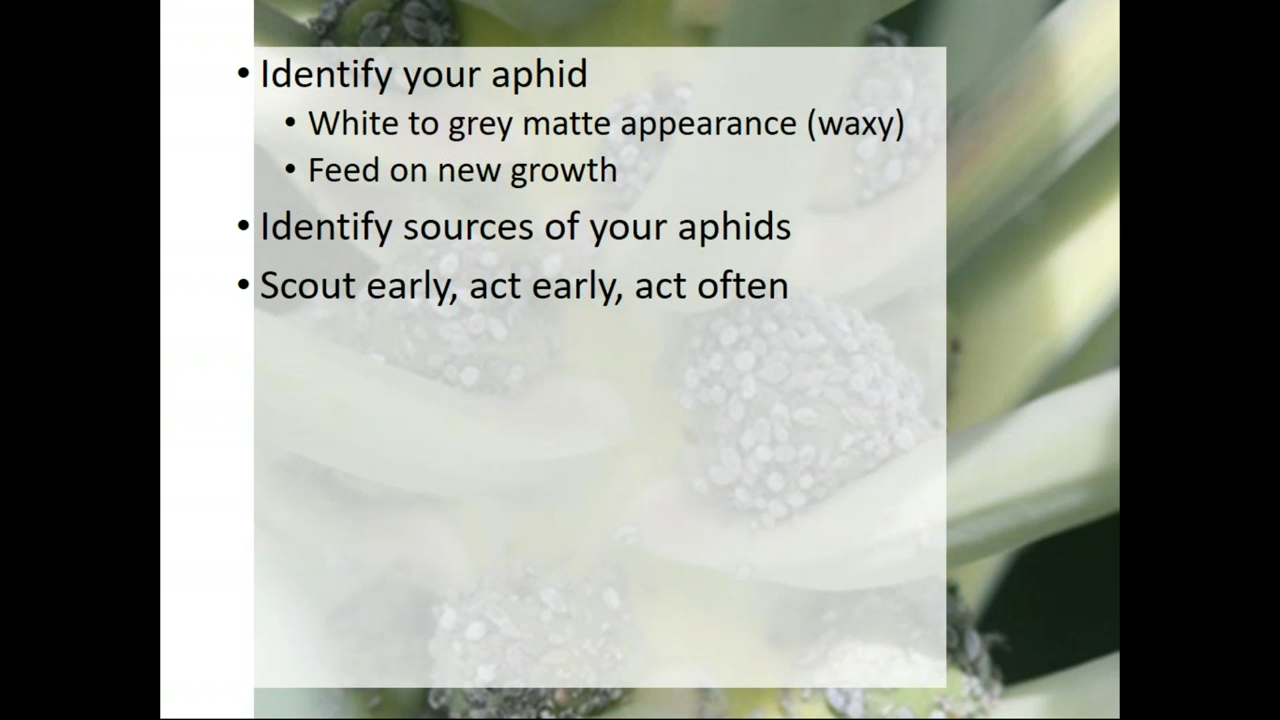 • Identify your aphid
• White to grey matte appearance (waxy)
• Feed on new growth
• Identify sources of your aphids
• Scout early, act early, act often